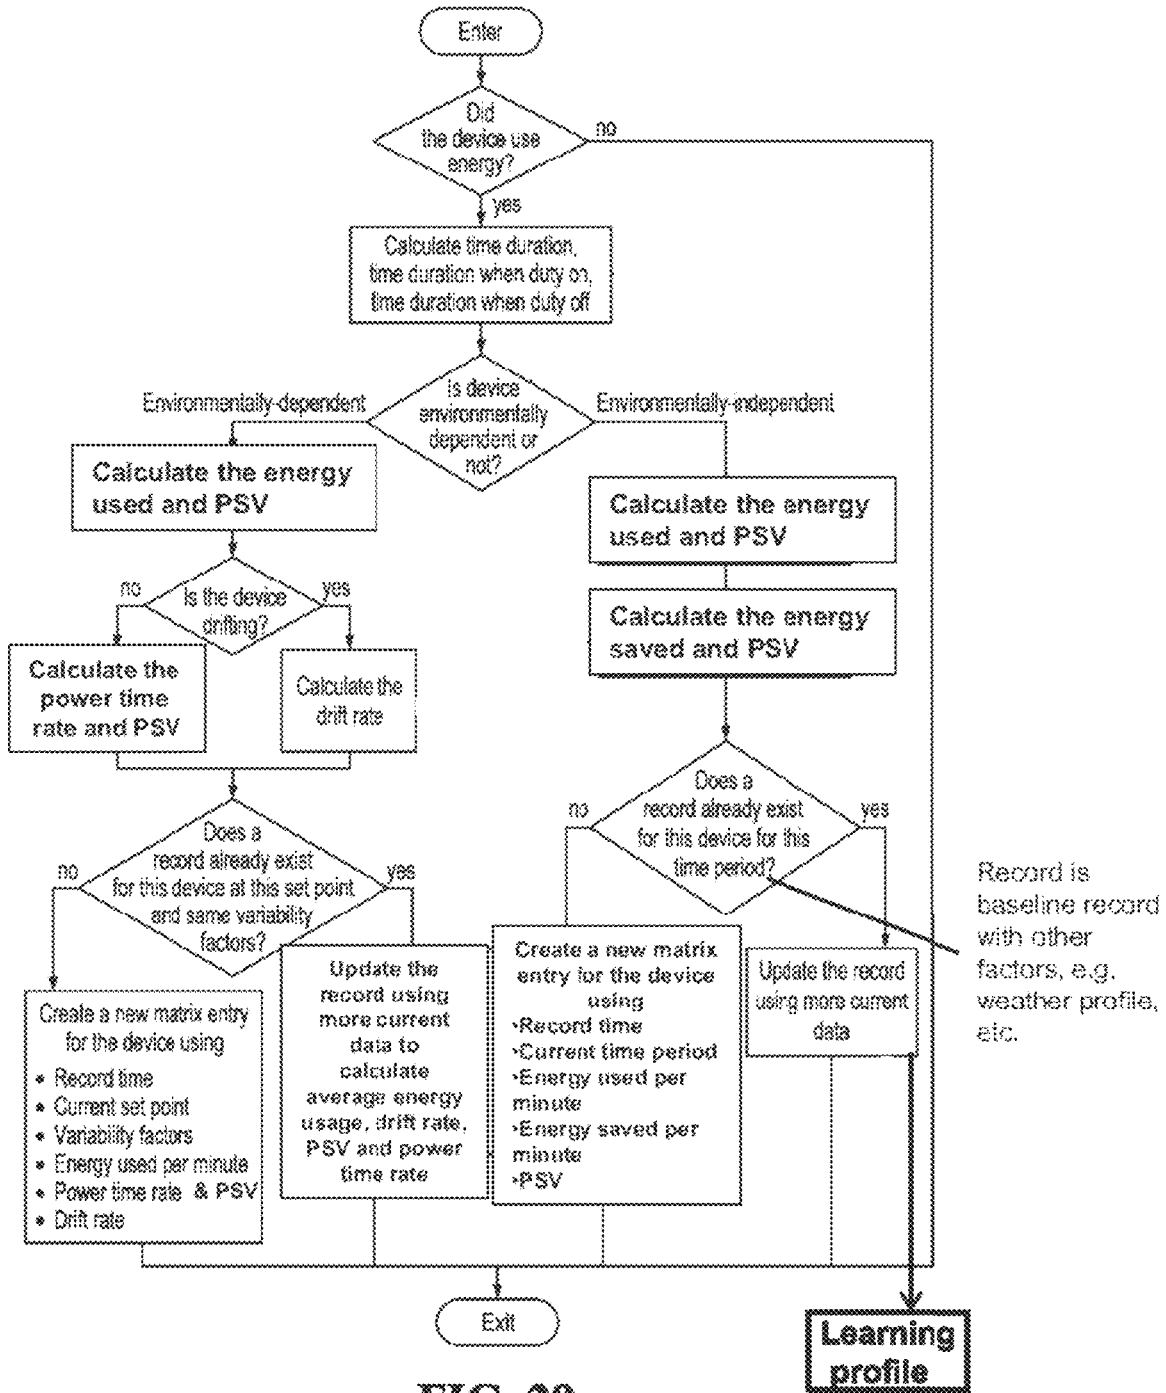 Enter
Did
the device use
energy?
no
yes
Calculate time duration,
time duration when duty on,
time duration when duty off
Is device
environmentally
dependent or
not?
Environmentally-dependent
Environmentally-independent
Calculate the energy
used and PSV
Is the device
drifting?
no
yes
Calculate the
power time
rate and PSV
Calculate the
drift rate
Does a
record already exist
for this device at this set point
and same variability
factors?
no
yes
Create a new matrix entry
for the device using
• Record time
• Current set point
• Variability factors
• Energy used per minute
• Power time rate & PSV
• Drift rate
Update the
record using
more current
data to
calculate
average energy
usage, drift rate,
PSV and power
time rate
Calculate the energy
used and PSV
Calculate the energy
saved and PSV
Does a
record already exist
for this device for this
time period?
no
yes
Create a new matrix
entry for the device
using
•Record time
•Current time period
•Energy used per
minute
•Energy saved per
minute
•PSV
Update the record
using more current
data
Record is
baseline record
with other
factors, e.g.
weather profile,
etc.
Exit
Learning
profile